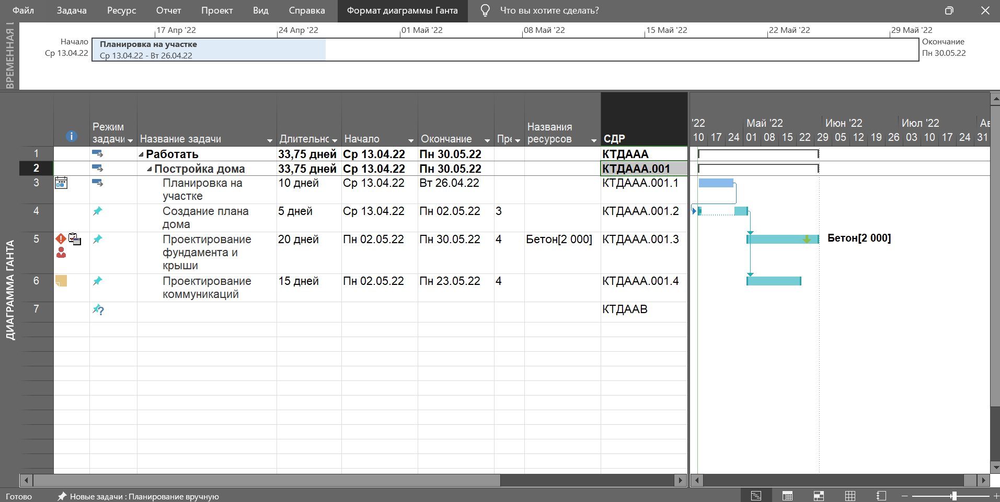 Файл Задача Ресурс Отчет Проект Вид Справка Формат диаграммы Ганта Что вы хотите сделать?
ВРЕМЕННАЯ
17 Апр '22 24 Апр '22 01 Май '22 08 Май '22 15 Май '22 22 Май '22 29 Май '22
Начало
Ср 13.04.22
Планировка на участке
Ср 13.04.22 - Вт 26.04.22
Окончание
Пн 30.05.22
ДИАГРАММА ГАНТА
Режим задачи Название задачи Длительнс Начало Окончание Пре Названия ресурсов СДР
'22 Май '22 Июн '22 Июл '22 Ав
10 17 24 01 08 15 22 29 05 12 19 26 03 10 17 24 31
1 Работать 33,75 дней Ср 13.04.22 Пн 30.05.22 КТДААА
2 Постройка дома 33,75 дней Ср 13.04.22 Пн 30.05.22 КТДААА.001
3 Планировка на участке 10 дней Ср 13.04.22 Вт 26.04.22 КТДААА.001.1
4 Создание плана дома 5 дней Ср 13.04.22 Пн 02.05.22 3 КТДААА.001.2
5 Проектирование фундамента и крыши 20 дней Пн 02.05.22 Пн 30.05.22 4 Бетон[2 000] КТДААА.001.3 Бетон[2 000]
6 Проектирование коммуникаций 15 дней Пн 02.05.22 Пн 23.05.22 4 КТДААА.001.4
7 КТДААВ
Готово Новые задачи : Планирование вручную